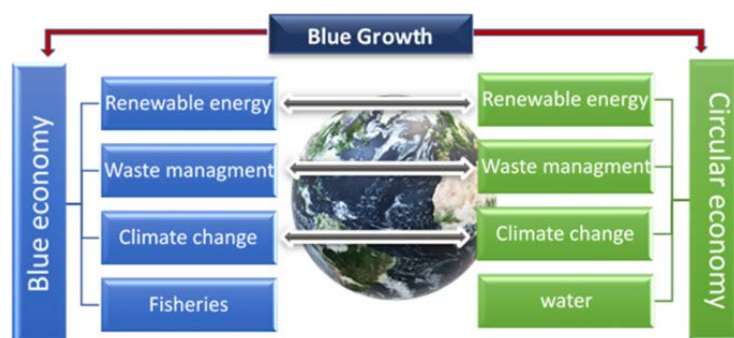 Blue Growth
Blue economy
Renewable energy
Waste managment
Climate change
Fisheries
Renewable energy
Waste managment
Climate change
water
Circular economy